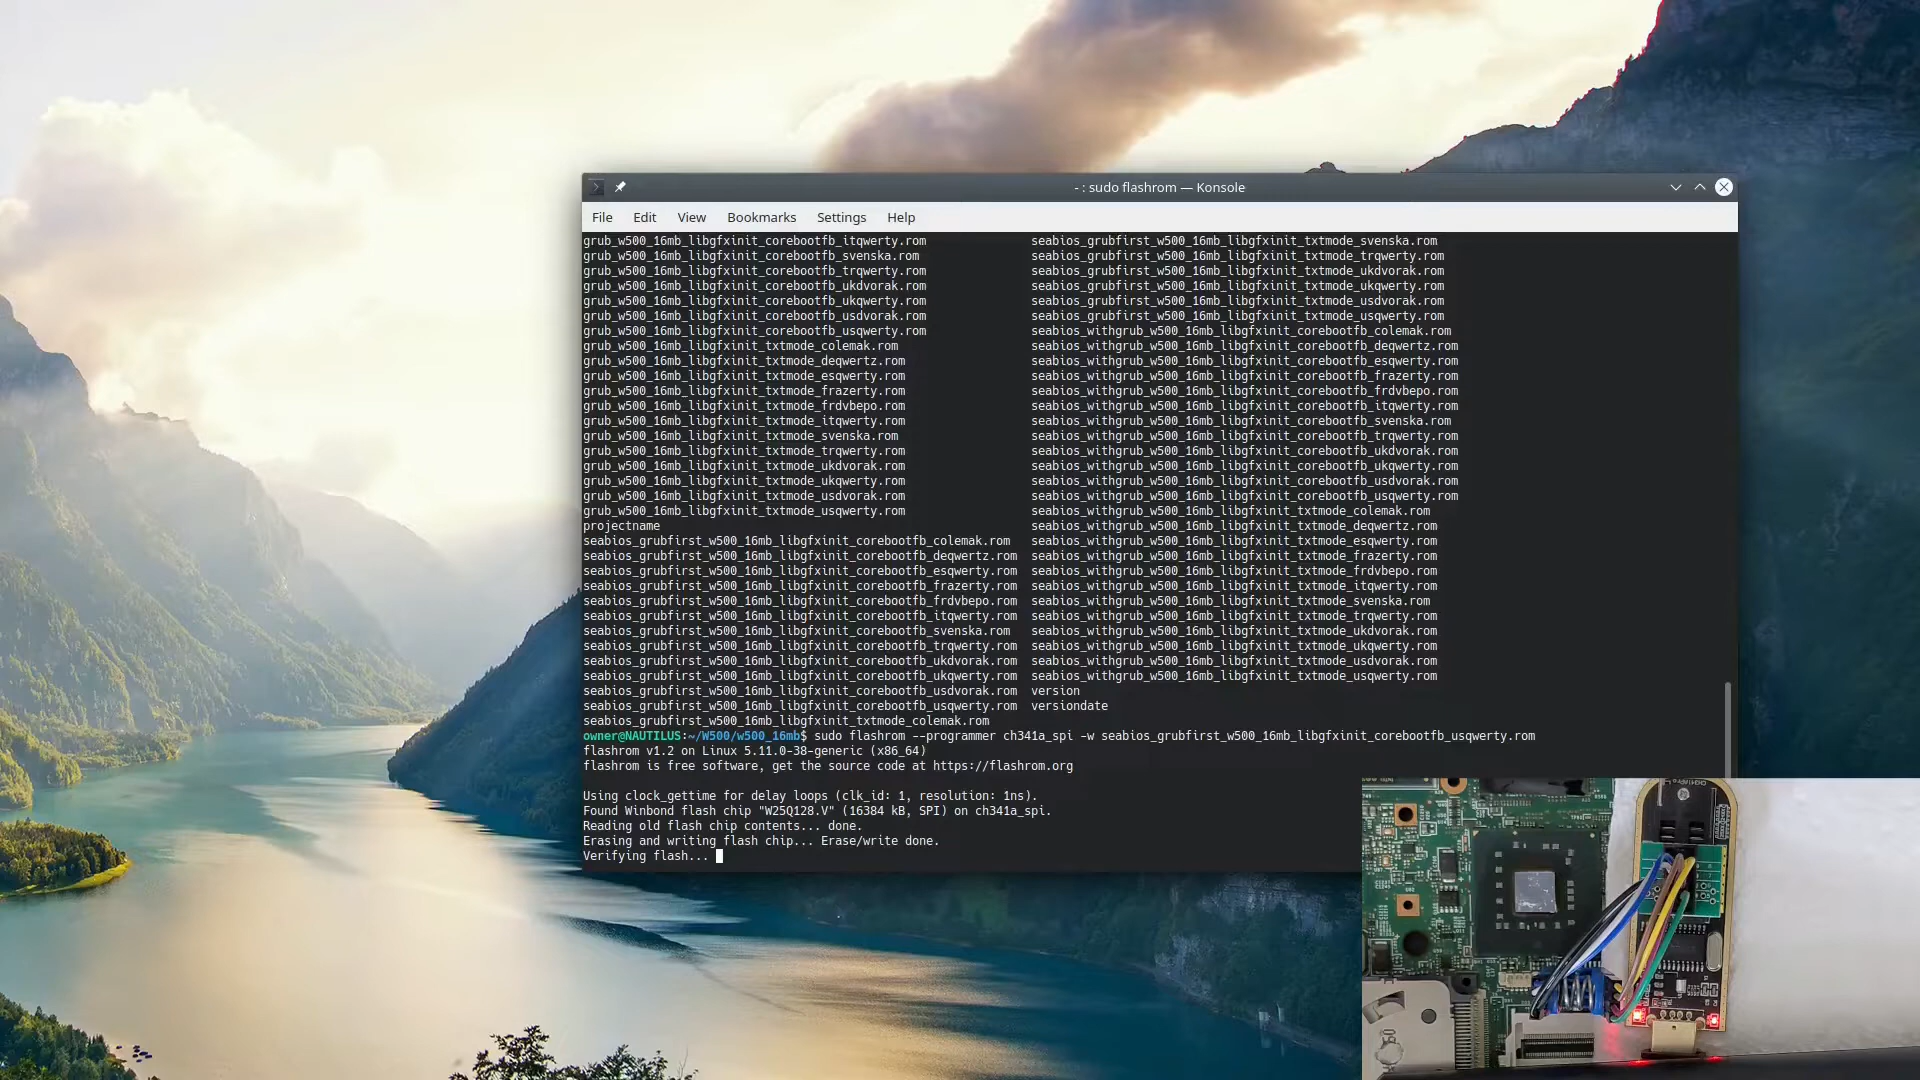 - : sudo flashrom — Konsole
File Edit View Bookmarks Settings Help
grub_w500_16mb_libgfxinit_corebootfb_itqwerty.rom seabios_grubfirst_w500_16mb_libgfxinit_txtmode_svenska.rom
grub_w500_16mb_libgfxinit_corebootfb_svenska.rom seabios_grubfirst_w500_16mb_libgfxinit_txtmode_trqwerty.rom
grub_w500_16mb_libgfxinit_corebootfb_trqwerty.rom seabios_grubfirst_w500_16mb_libgfxinit_txtmode_ukdvorak.rom
grub_w500_16mb_libgfxinit_corebootfb_ukdvorak.rom seabios_grubfirst_w500_16mb_libgfxinit_txtmode_ukqwerty.rom
grub_w500_16mb_libgfxinit_corebootfb_ukqwerty.rom seabios_grubfirst_w500_16mb_libgfxinit_txtmode_usdvorak.rom
grub_w500_16mb_libgfxinit_corebootfb_usdvorak.rom seabios_grubfirst_w500_16mb_libgfxinit_txtmode_usqwerty.rom
grub_w500_16mb_libgfxinit_corebootfb_usqwerty.rom seabios_withgrub_w500_16mb_libgfxinit_corebootfb_colemak.rom
grub_w500_16mb_libgfxinit_txtmode_colemak.rom seabios_withgrub_w500_16mb_libgfxinit_corebootfb_deqwertz.rom
grub_w500_16mb_libgfxinit_txtmode_deqwertz.rom seabios_withgrub_w500_16mb_libgfxinit_corebootfb_esqwerty.rom
grub_w500_16mb_libgfxinit_txtmode_esqwerty.rom seabios_withgrub_w500_16mb_libgfxinit_corebootfb_frazerty.rom
grub_w500_16mb_libgfxinit_txtmode_frazerty.rom seabios_withgrub_w500_16mb_libgfxinit_corebootfb_frdvbepo.rom
grub_w500_16mb_libgfxinit_txtmode_frdvbepo.rom seabios_withgrub_w500_16mb_libgfxinit_corebootfb_itqwerty.rom
grub_w500_16mb_libgfxinit_txtmode_itqwerty.rom seabios_withgrub_w500_16mb_libgfxinit_corebootfb_svenska.rom
grub_w500_16mb_libgfxinit_txtmode_svenska.rom seabios_withgrub_w500_16mb_libgfxinit_corebootfb_trqwerty.rom
grub_w500_16mb_libgfxinit_txtmode_trqwerty.rom seabios_withgrub_w500_16mb_libgfxinit_corebootfb_ukdvorak.rom
grub_w500_16mb_libgfxinit_txtmode_ukdvorak.rom seabios_withgrub_w500_16mb_libgfxinit_corebootfb_ukqwerty.rom
grub_w500_16mb_libgfxinit_txtmode_ukqwerty.rom seabios_withgrub_w500_16mb_libgfxinit_corebootfb_usdvorak.rom
grub_w500_16mb_libgfxinit_txtmode_usdvorak.rom seabios_withgrub_w500_16mb_libgfxinit_corebootfb_usqwerty.rom
grub_w500_16mb_libgfxinit_txtmode_usqwerty.rom seabios_withgrub_w500_16mb_libgfxinit_txtmode_colemak.rom
projectname seabios_withgrub_w500_16mb_libgfxinit_txtmode_deqwertz.rom
seabios_grubfirst_w500_16mb_libgfxinit_corebootfb_colemak.rom seabios_withgrub_w500_16mb_libgfxinit_txtmode_esqwerty.rom
seabios_grubfirst_w500_16mb_libgfxinit_corebootfb_deqwertz.rom seabios_withgrub_w500_16mb_libgfxinit_txtmode_frazerty.rom
seabios_grubfirst_w500_16mb_libgfxinit_corebootfb_esqwerty.rom seabios_withgrub_w500_16mb_libgfxinit_txtmode_frdvbepo.rom
seabios_grubfirst_w500_16mb_libgfxinit_corebootfb_frazerty.rom seabios_withgrub_w500_16mb_libgfxinit_txtmode_itqwerty.rom
seabios_grubfirst_w500_16mb_libgfxinit_corebootfb_frdvbepo.rom seabios_withgrub_w500_16mb_libgfxinit_txtmode_svenska.rom
seabios_grubfirst_w500_16mb_libgfxinit_corebootfb_itqwerty.rom seabios_withgrub_w500_16mb_libgfxinit_txtmode_trqwerty.rom
seabios_grubfirst_w500_16mb_libgfxinit_corebootfb_svenska.rom seabios_withgrub_w500_16mb_libgfxinit_txtmode_ukdvorak.rom
seabios_grubfirst_w500_16mb_libgfxinit_corebootfb_trqwerty.rom seabios_withgrub_w500_16mb_libgfxinit_txtmode_ukqwerty.rom
seabios_grubfirst_w500_16mb_libgfxinit_corebootfb_ukdvorak.rom seabios_withgrub_w500_16mb_libgfxinit_txtmode_usdvorak.rom
seabios_grubfirst_w500_16mb_libgfxinit_corebootfb_ukqwerty.rom seabios_withgrub_w500_16mb_libgfxinit_txtmode_usqwerty.rom
seabios_grubfirst_w500_16mb_libgfxinit_corebootfb_usdvorak.rom version
seabios_grubfirst_w500_16mb_libgfxinit_corebootfb_usqwerty.rom versiondate
seabios_grubfirst_w500_16mb_libgfxinit_txtmode_colemak.rom
owner@NAUTILUS:~/W500/w500_16mb$ sudo flashrom --programmer ch341a_spi -w seabios_grubfirst_w500_16mb_libgfxinit_corebootfb_usqwerty.rom
flashrom v1.2 on Linux 5.11.0-38-generic (x86_64)
flashrom is free software, get the source code at https://flashrom.org
Using clock_gettime for delay loops (clk_id: 1, resolution: 1ns).
Found Winbond flash chip "W25Q128.V" (16384 kB, SPI) on ch341a_spi.
Reading old flash chip contents... done.
Erasing and writing flash chip... Erase/write done.
Verifying flash...